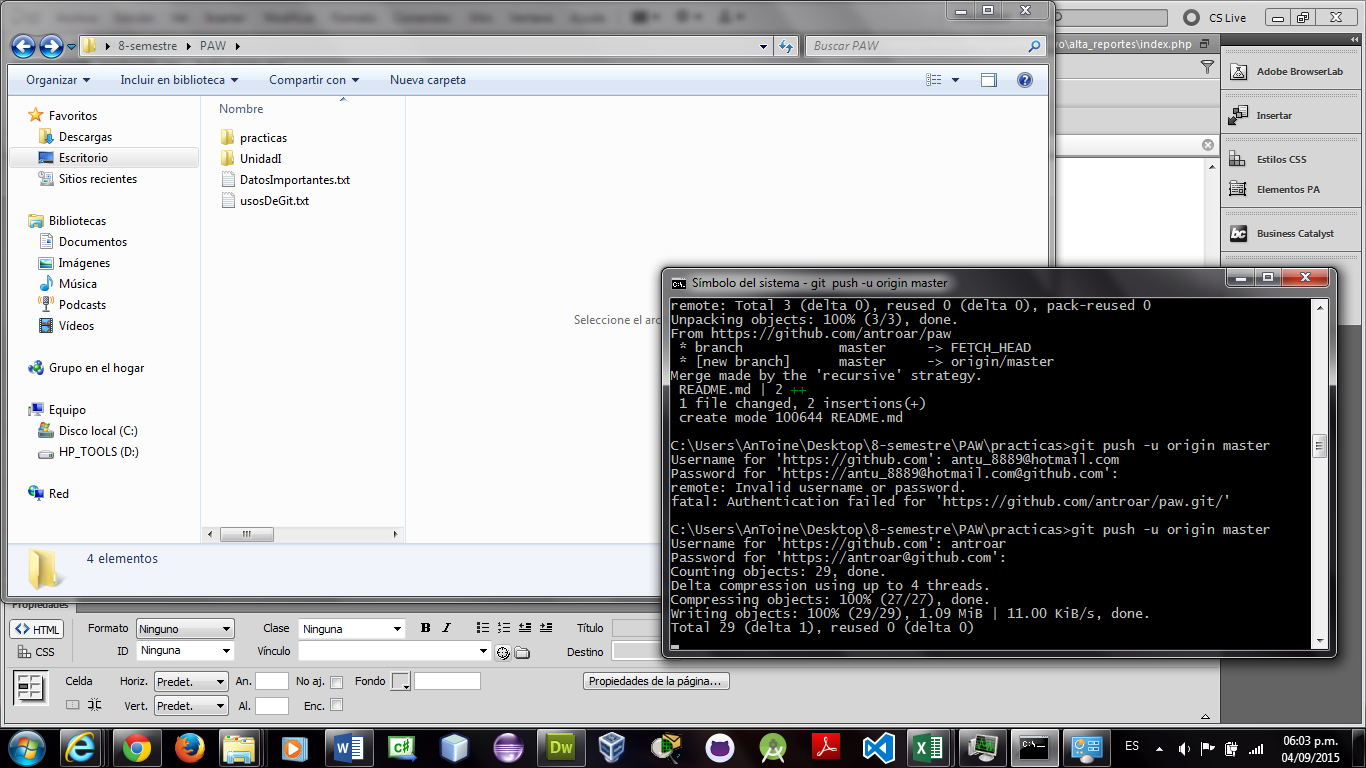 CS Live
8-semestre
PAW
Buscar PAW
vo\alta_reportes\index.php
Organizar
Incluir en biblioteca
Compartir con
Nueva carpeta
Favoritos
Descargas
Escritorio
Sitios recientes
Bibliotecas
Documentos
Imágenes
Música
Podcasts
Vídeos
Grupo en el hogar
Equipo
Disco local (C:)
HP_TOOLS (D:)
Red
Nombre
practicas
UnidadI
DatosImportantes.txt
usosDeGit.txt
Seleccione el arc
4 elementos
Adobe BrowserLab
Insertar
Estilos CSS
Elementos PA
Business Catalyst
Símbolo del sistema - git push -u origin master
remote: Total 3 (delta 0), reused 0 (delta 0), pack-reused 0
Unpacking objects: 100% (3/3), done.
From https://github.com/antroar/paw
* branch master -> FETCH_HEAD
* [new branch] master -> origin/master
Merge made by the 'recursive' strategy.
README.md | 2 ++
1 file changed, 2 insertions(+)
create mode 100644 README.md
C:\Users\AnToine\Desktop\8-semestre\PAW\practicas>git push -u origin master
Username for 'https://github.com': antu_8889@hotmail.com
Password for 'https://antu_8889@hotmail.com@github.com':
remote: Invalid username or password.
fatal: Authentication failed for 'https://github.com/antroar/paw.git/'
C:\Users\AnToine\Desktop\8-semestre\PAW\practicas>git push -u origin master
Username for 'https://github.com': antroar
Password for 'https://antroar@github.com':
Counting objects: 29, done.
Delta compression using up to 4 threads.
Compressing objects: 100% (27/27), done.
Writing objects: 100% (29/29), 1.09 MiB | 11.00 KiB/s, done.
Total 29 (delta 1), reused 0 (delta 0)
Propiedades
<> HTML
Formato
Ninguno
Clase
Ninguna
B I
Título
CSS
ID
Ninguna
Vínculo
Destino
Celda
Horiz.
Predet.
An.
No aj.
Fondo
Propiedades de la página...
Vert.
Predet.
Al.
Enc.
ES
06:03 p.m.
04/09/2015